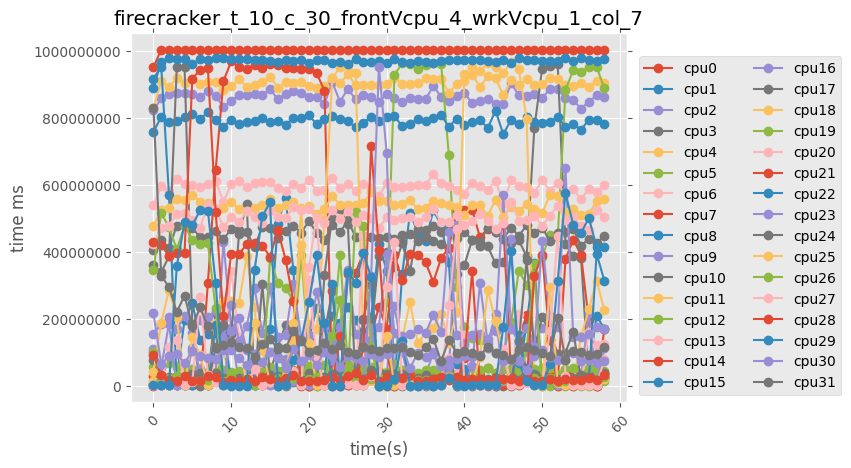 firecracker_t_10_c_30_frontVcpu_4_wrkVcpu_1_col_7
time ms
1000000000
800000000
600000000
400000000
200000000
0
0 10 20 30 40 50 60
time(s)
cpu0 cpu16
cpu1 cpu17
cpu2 cpu18
cpu3 cpu19
cpu4 cpu20
cpu5 cpu21
cpu6 cpu22
cpu7 cpu23
cpu8 cpu24
cpu9 cpu25
cpu10 cpu26
cpu11 cpu27
cpu12 cpu28
cpu13 cpu29
cpu14 cpu30
cpu15 cpu31